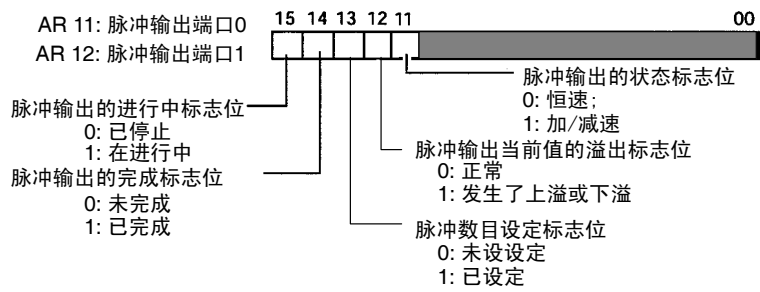 AR 11: 脉冲输出端口0
AR 12: 脉冲输出端口1
15 14 13 12 11 00
脉冲输出的状态标志位
0: 恒速;
1: 加/减速
脉冲输出的进行中标志位
0: 已停止
1: 在进行中
脉冲输出当前值的溢出标志位
0: 正常
1: 发生了上溢或下溢
脉冲输出的完成标志位
0: 未完成
1: 已完成
脉冲数目设定标志位
0: 未设设定
1: 已设定